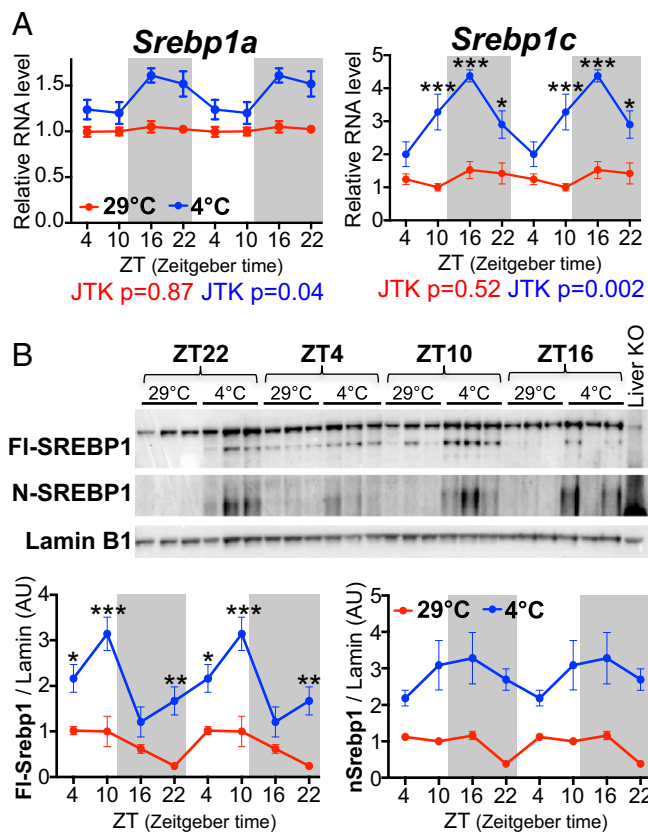 A
Srebp1a
Srebp1c
Relative RNA level
1.5
1.0
0.5
0.0
29°C 4°C
4 10 16 22 4 10 16 22
ZT (Zeitgeber time)
JTK p=0.87 JTK p=0.04
Relative RNA level
5
4
3
2
1
0
*** *** * *** *** *
4 10 16 22 4 10 16 22
ZT (Zeitgeber time)
JTK p=0.52 JTK p=0.002
B
ZT22 ZT4 ZT10 ZT16 Liver KO
29°C 4°C 29°C 4°C 29°C 4°C 29°C 4°C
Fl-SREBP1
N-SREBP1
Lamin B1
Fl-Srebp1 / Lamin (AU)
4
3
2
1
0
* *** ** * *** **
4 10 16 22 4 10 16 22
nSrebp1 / Lamin (AU)
5
4
3
2
1
0
29°C 4°C
4 10 16 22 4 10 16 22
ZT (Zeitgeber time)